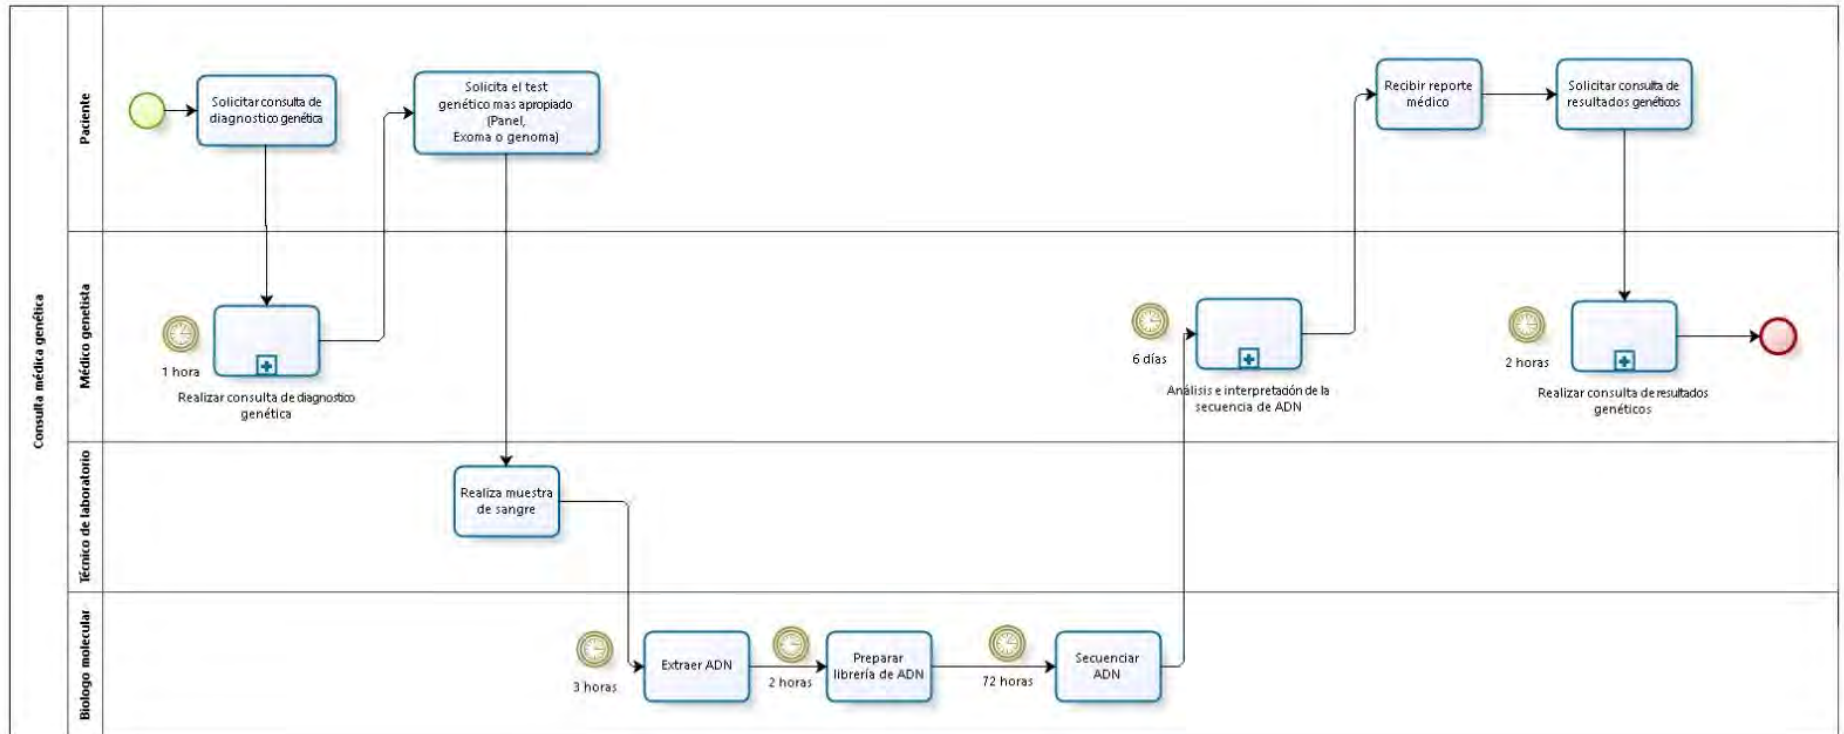 Consulta médica genética
Paciente
Solicitar consulta de
diagnostico genética
Solicita el test
genético mas apropiado
(Panel,
Exoma o genoma)
Recibir reporte
médico
Solicitar consulta de
resultados genéticos
Médico genetista
1 hora
Realizar consulta de diagnostico
genética
6 días
Análisis e interpretación de la
secuencia de ADN
2 horas
Realizar consulta de resultados
genéticos
Técnico de laboratorio
Realiza muestra
de sangre
Biologo molecular
3 horas
Extraer ADN
2 horas
Preparar
librería de ADN
72 horas
Secuenciar
ADN